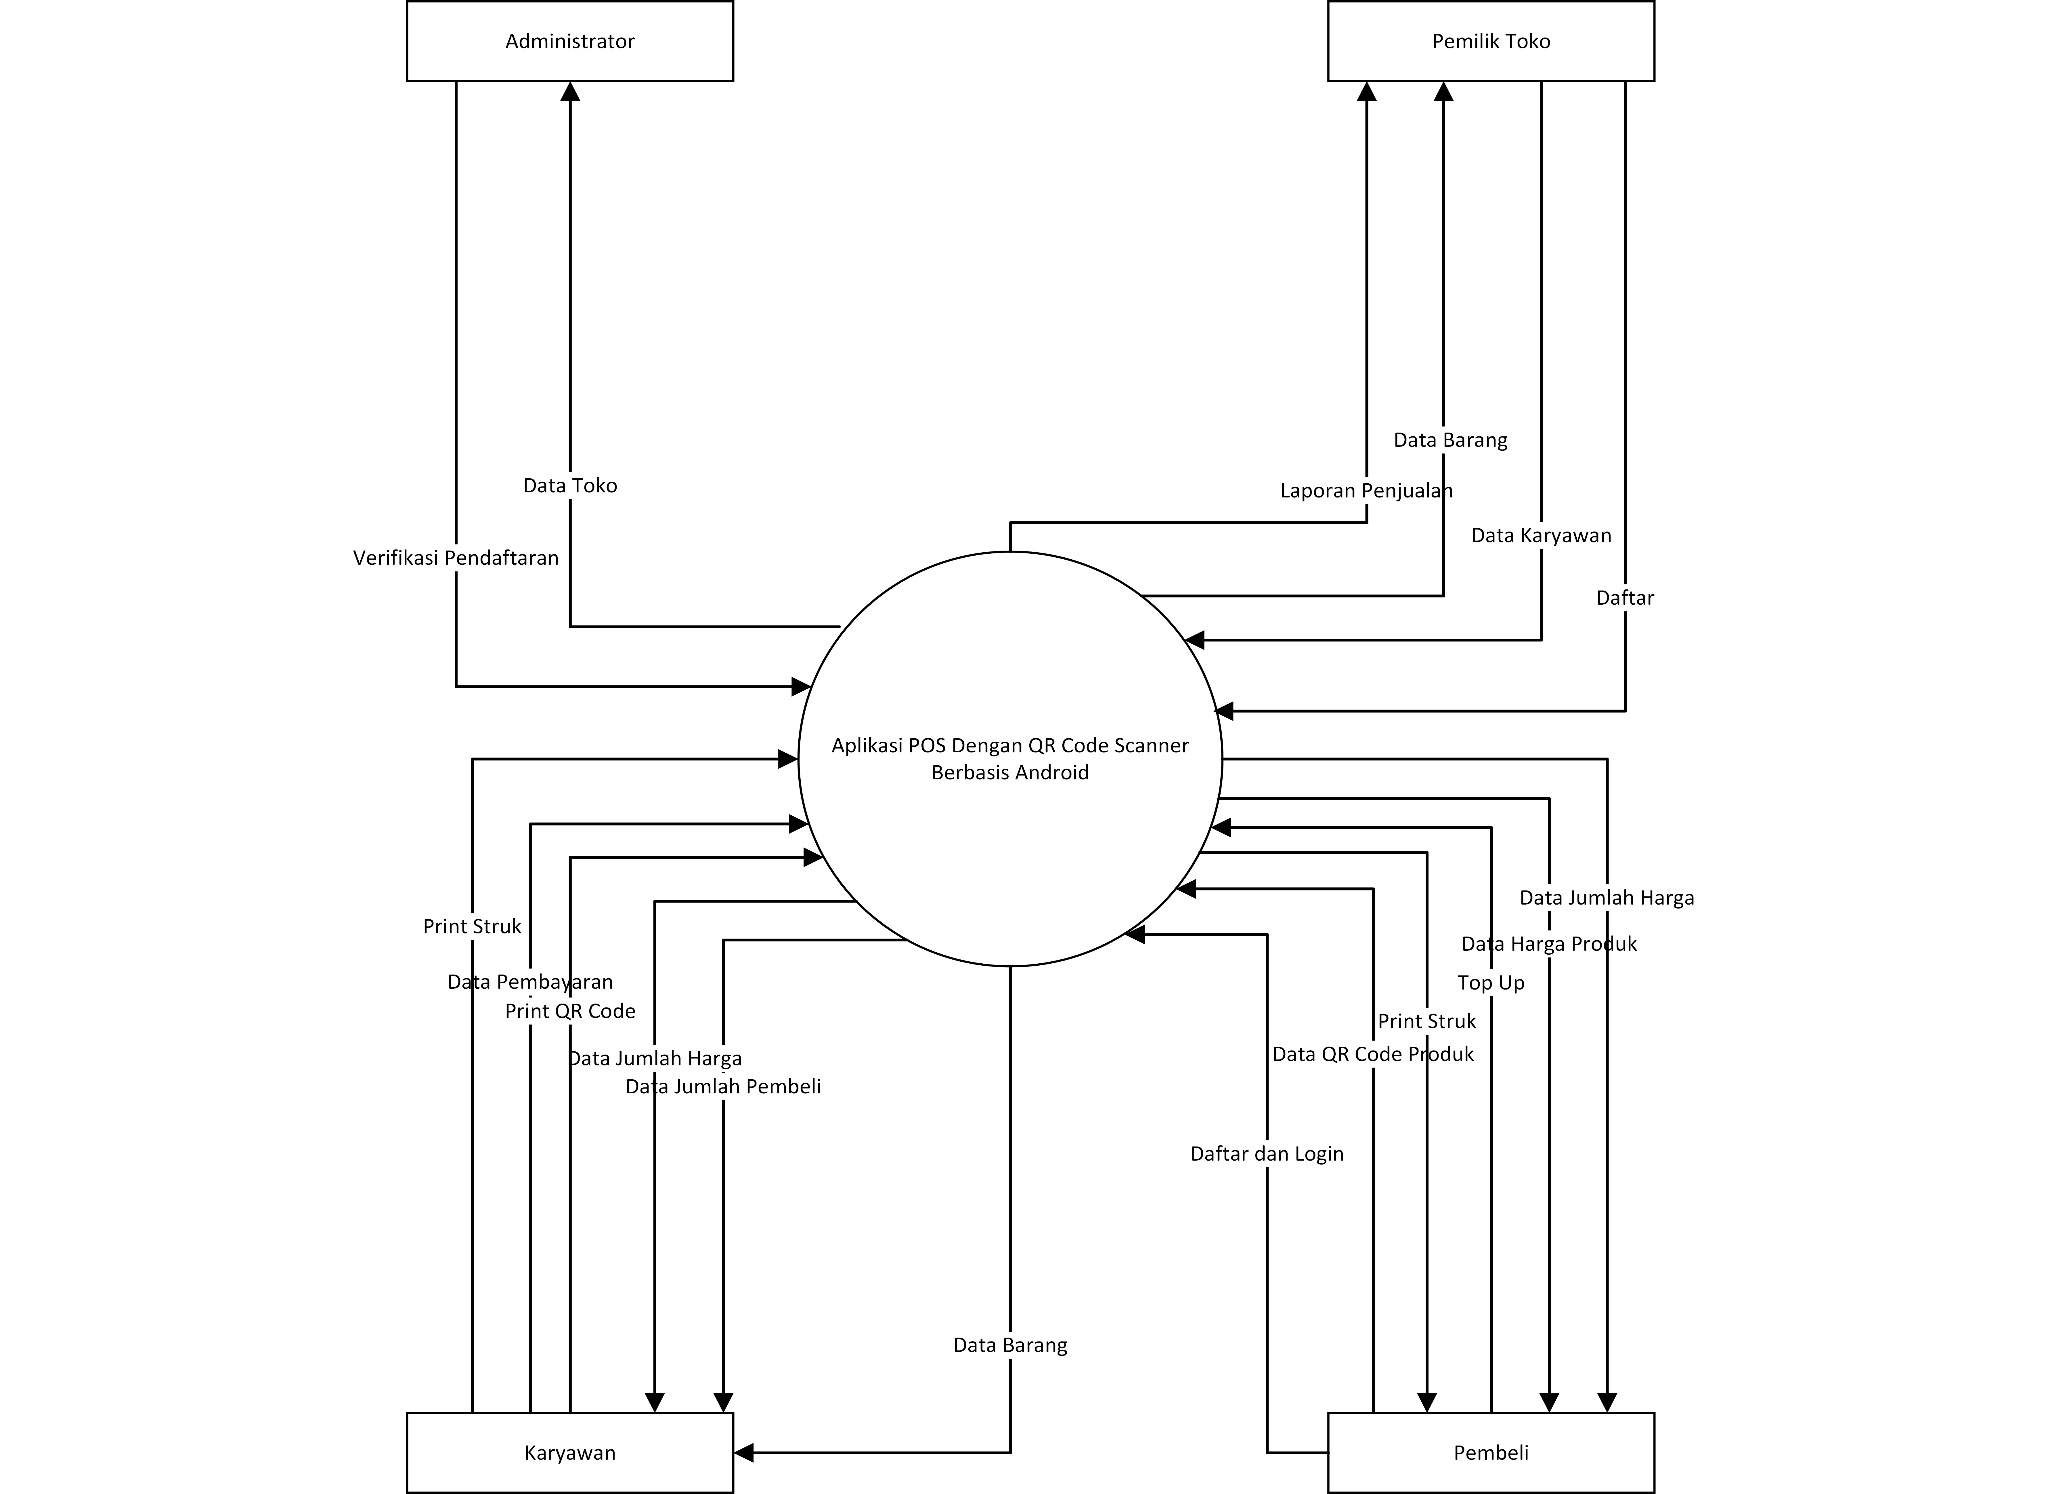 Administrator
Pemilik Toko
Data Barang
Data Toko
Laporan Penjualan
Data Karyawan
Verifikasi Pendaftaran
Daftar
Aplikasi POS Dengan QR Code Scanner
Berbasis Android
Data Jumlah Harga
Print Struk
Data Harga Produk
Data Pembayaran
Top Up
Print QR Code
Print Struk
Data Jumlah Harga
Data QR Code Produk
Data Jumlah Pembeli
Daftar dan Login
Data Barang
Karyawan
Pembeli